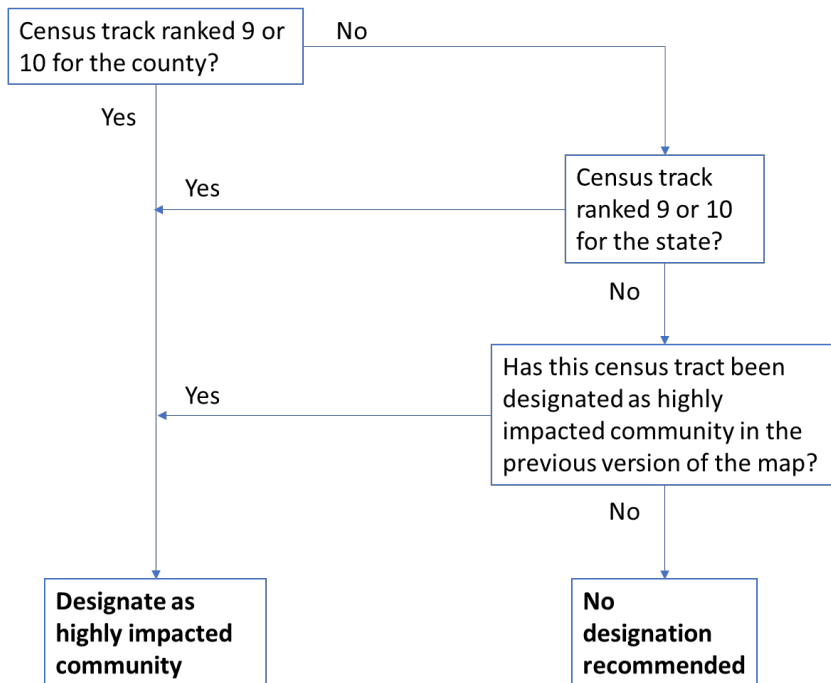 Census track ranked 9 or
10 for the county?
No
Yes
Census track
ranked 9 or 10
for the state?
Yes
No
Has this census tract been
designated as highly
impacted community in the
previous version of the map?
Yes
No
Designate as
highly impacted
community
No
designation
recommended